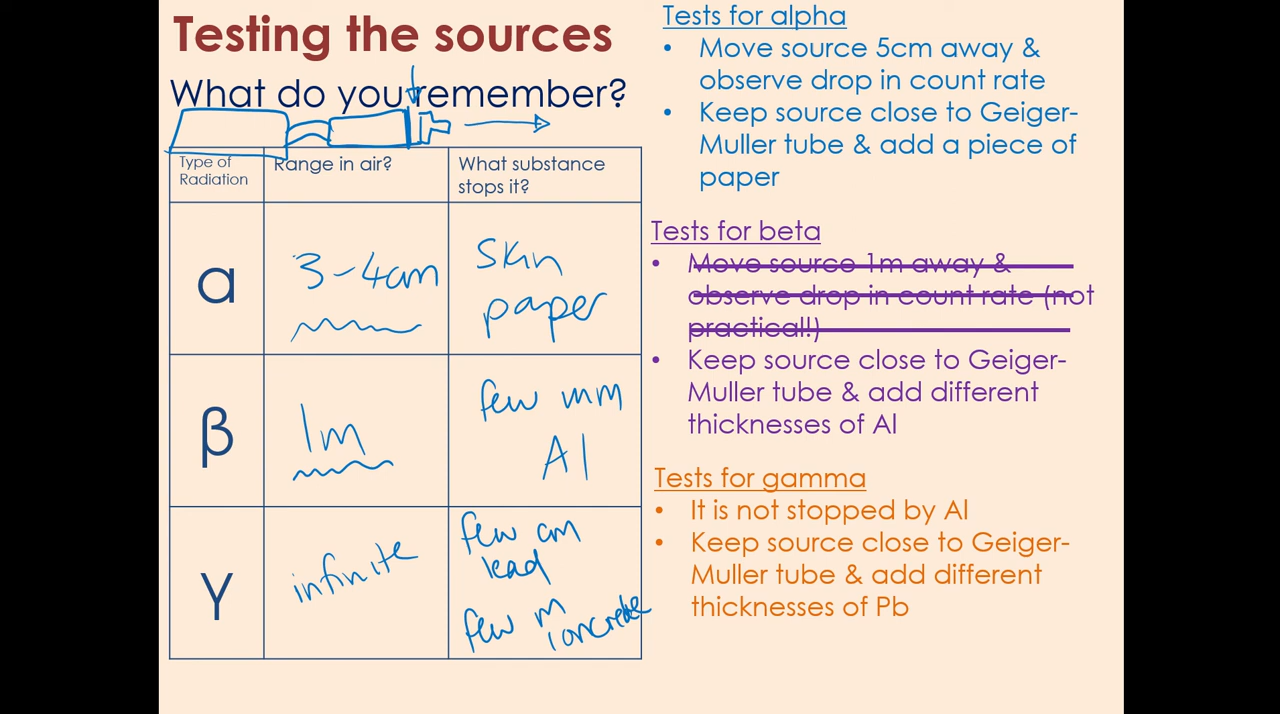 Testing the sources
What do you remember?
Type of
Radiation
Range in air?
What substance
stops it?
α
3-4cm
Skin
paper
β
1m
few mm
Al
γ
infinite
few cm
lead
few m
concrete
Tests for alpha
• Move source 5cm away &
observe drop in count rate
• Keep source close to Geiger-
Muller tube & add a piece of
paper
Tests for beta
• Move source 1m away &
observe drop in count rate (not
practical!)
• Keep source close to Geiger-
Muller tube & add different
thicknesses of Al
Tests for gamma
• It is not stopped by Al
• Keep source close to Geiger-
Muller tube & add different
thicknesses of Pb